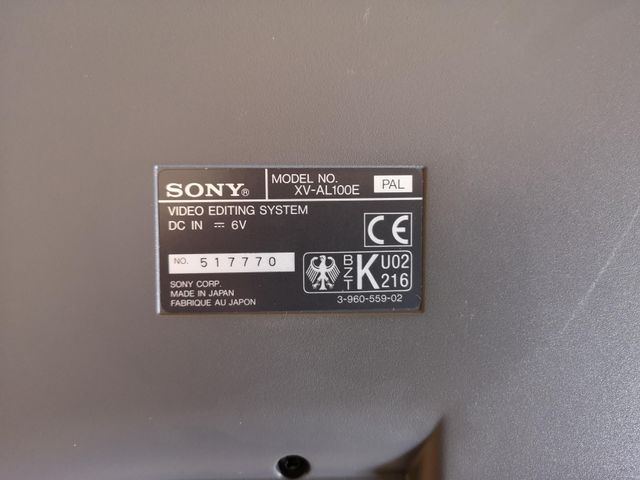 SONY®
MODEL NO.
XV-AL100E
PAL
VIDEO EDITING SYSTEM
DC IN ⎓ 6V
NO. 517770
SONY CORP.
MADE IN JAPAN
FABRIQUE AU JAPON
CE
BZT
K
U02
216
3-960-559-02